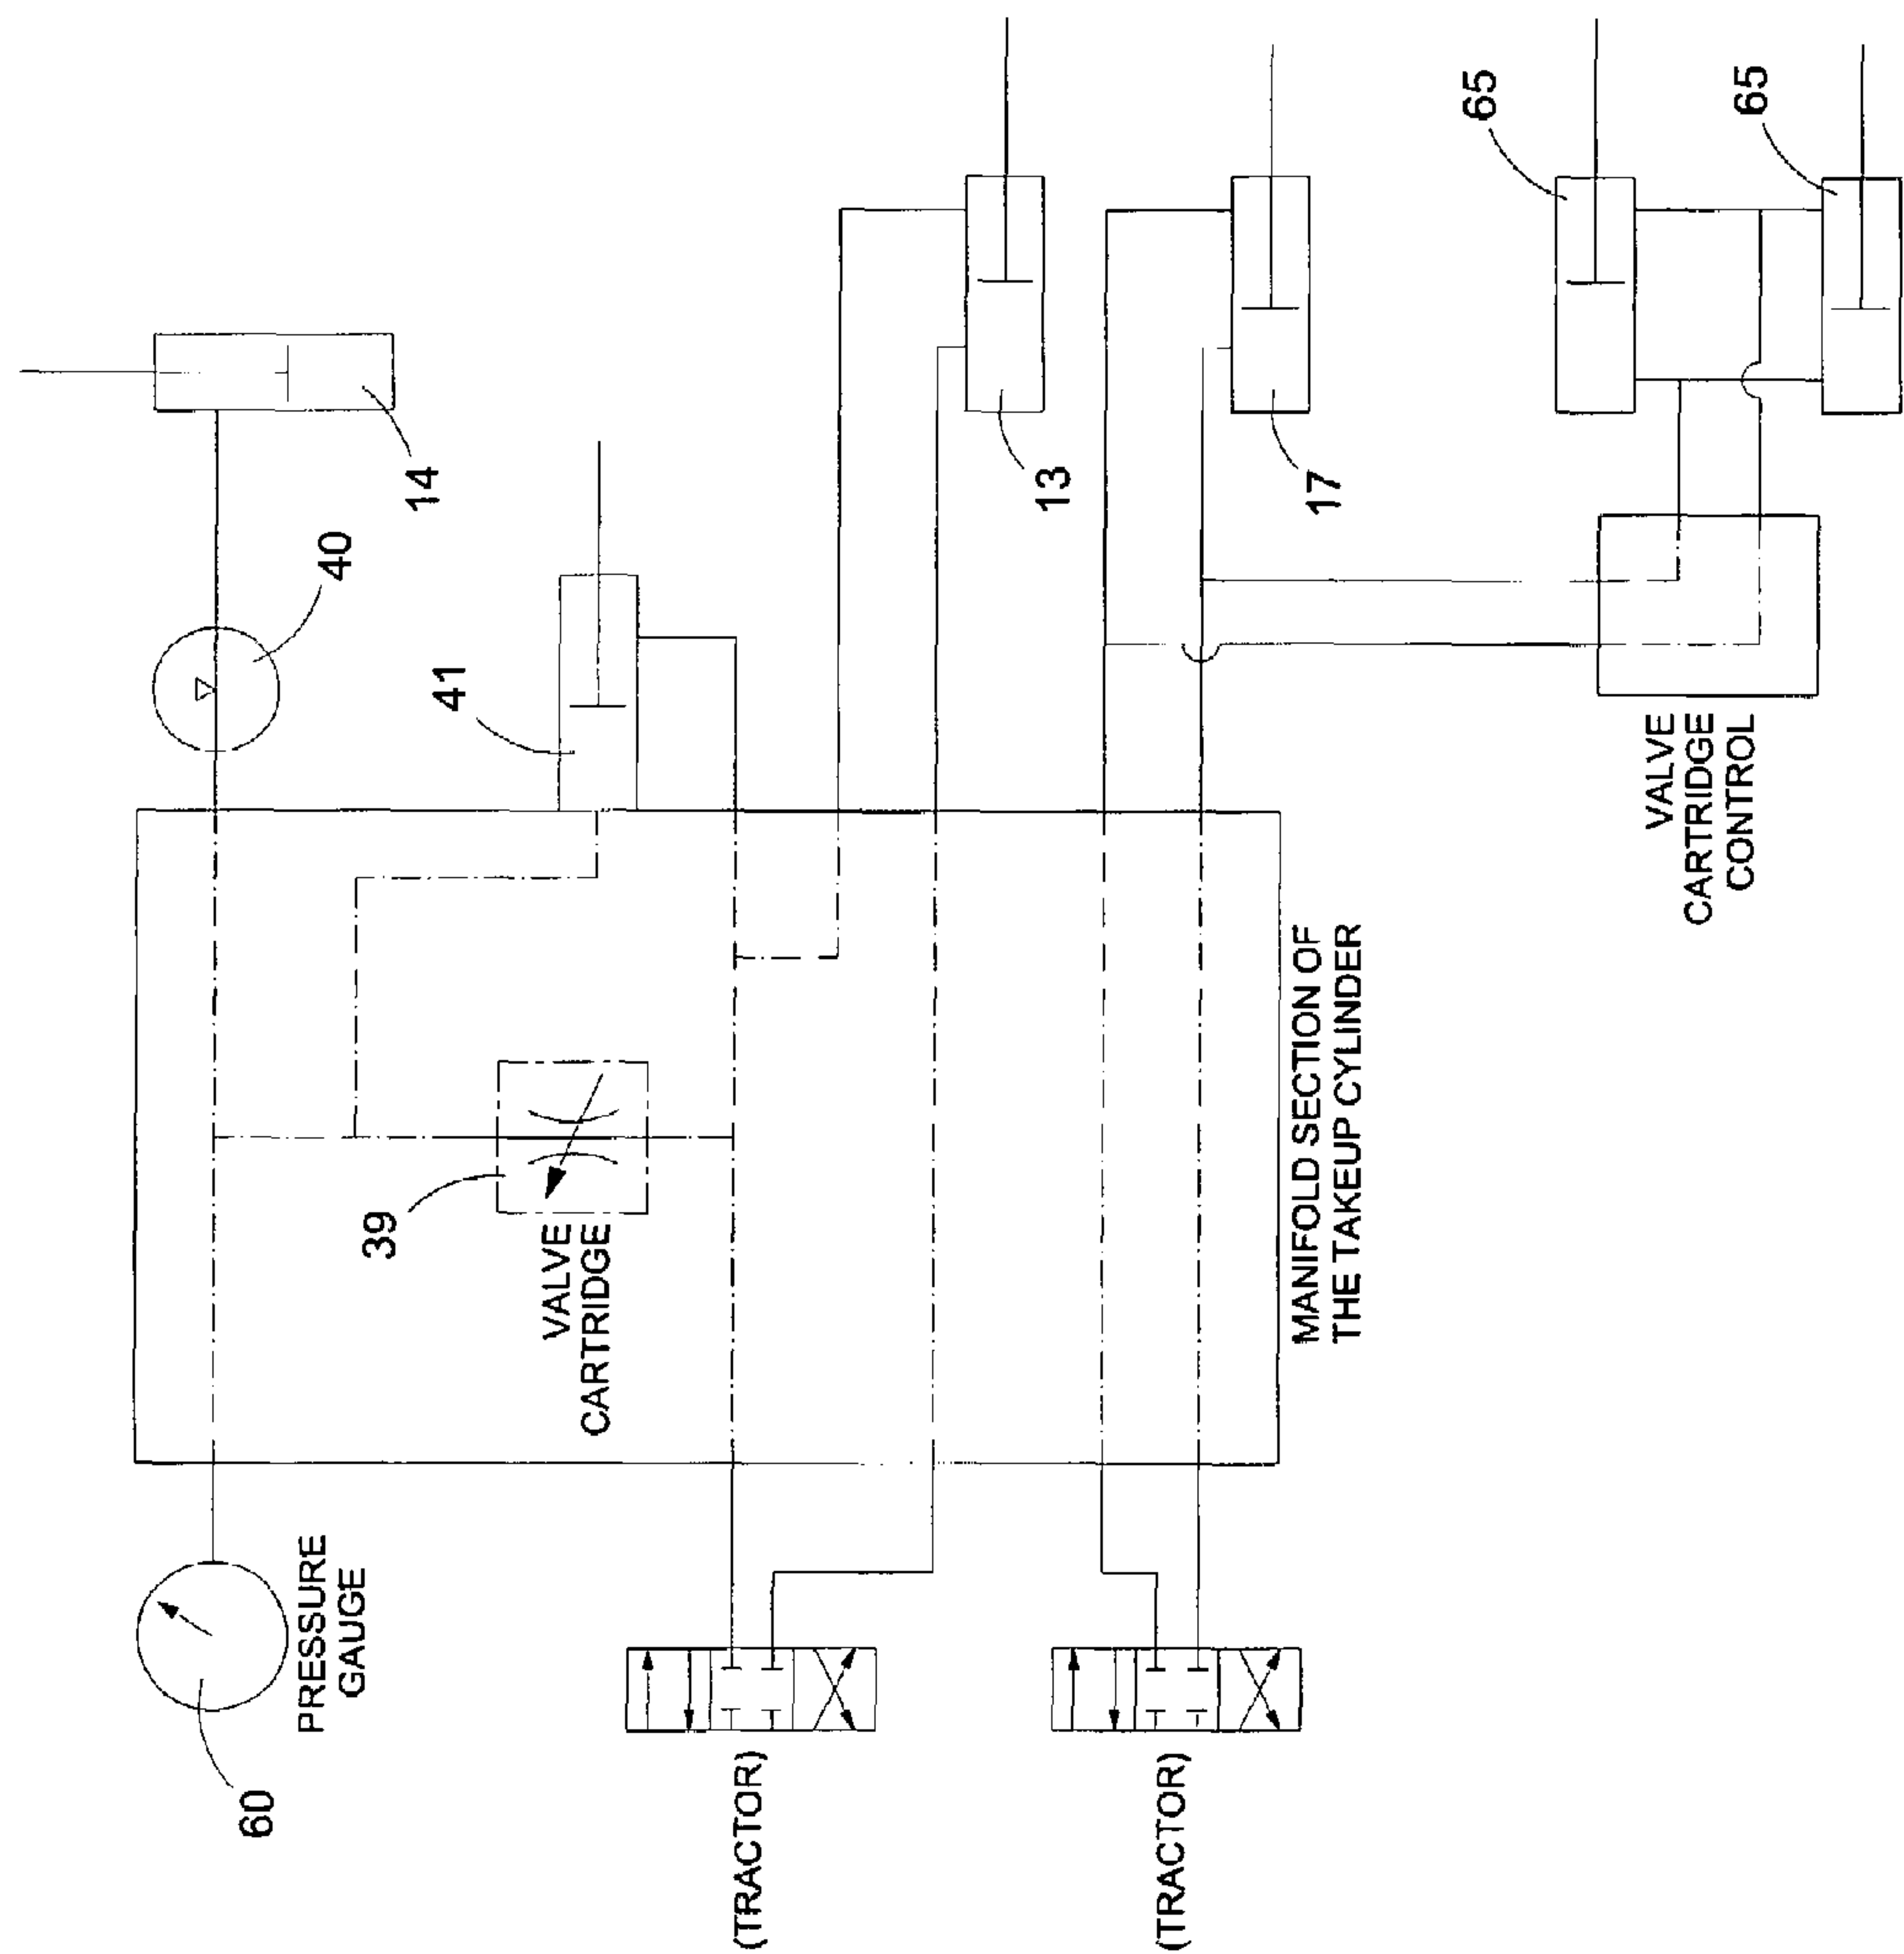 60
PRESSURE
GAUGE
(TRACTOR)
(TRACTOR)
39
VALVE
CARTRIDGE
MANIFOLD SECTION OF
THE TAKEUP CYLINDER
41
40
14
13
17
VALVE
CARTRIDGE
CONTROL
65
65